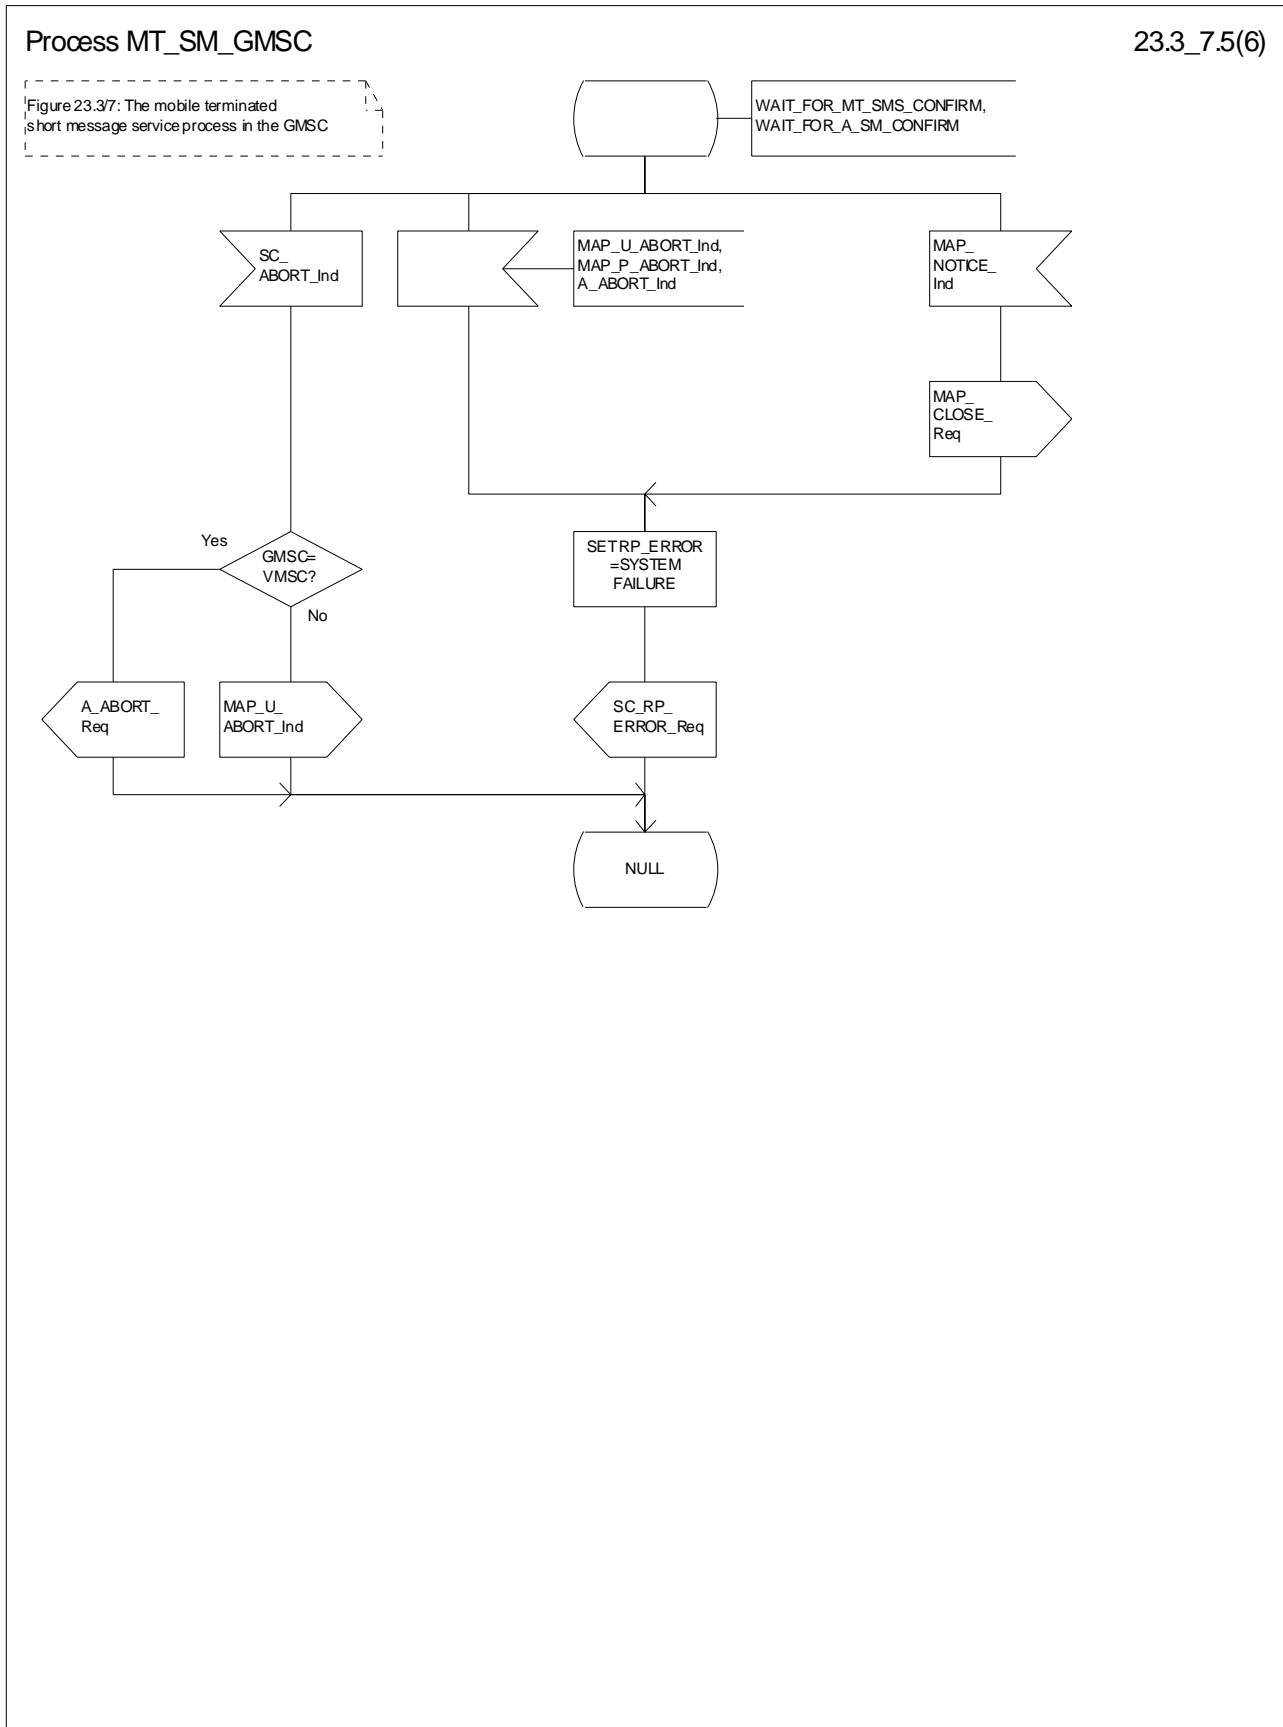 Process MT_SM_GMSC
23.3_7.5(6)
Figure 23.3/7: The mobile terminated
short message service process in the GMSC
WAIT_FOR_MT_SMS_CONFIRM,
WAIT_FOR_A_SM_CONFIRM
SC_
ABORT_Ind
MAP_U_ABORT_Ind,
MAP_P_ABORT_Ind,
A_ABORT_Ind
MAP_
NOTICE_
Ind
MAP_
CLOSE_
Req
Yes
GMSC=
VMSC?
No
SETRP_ERROR
=SYSTEM
FAILURE
A_ABORT_
Req
MAP_U_
ABORT_Ind
SC_RP_
ERROR_Req
NULL